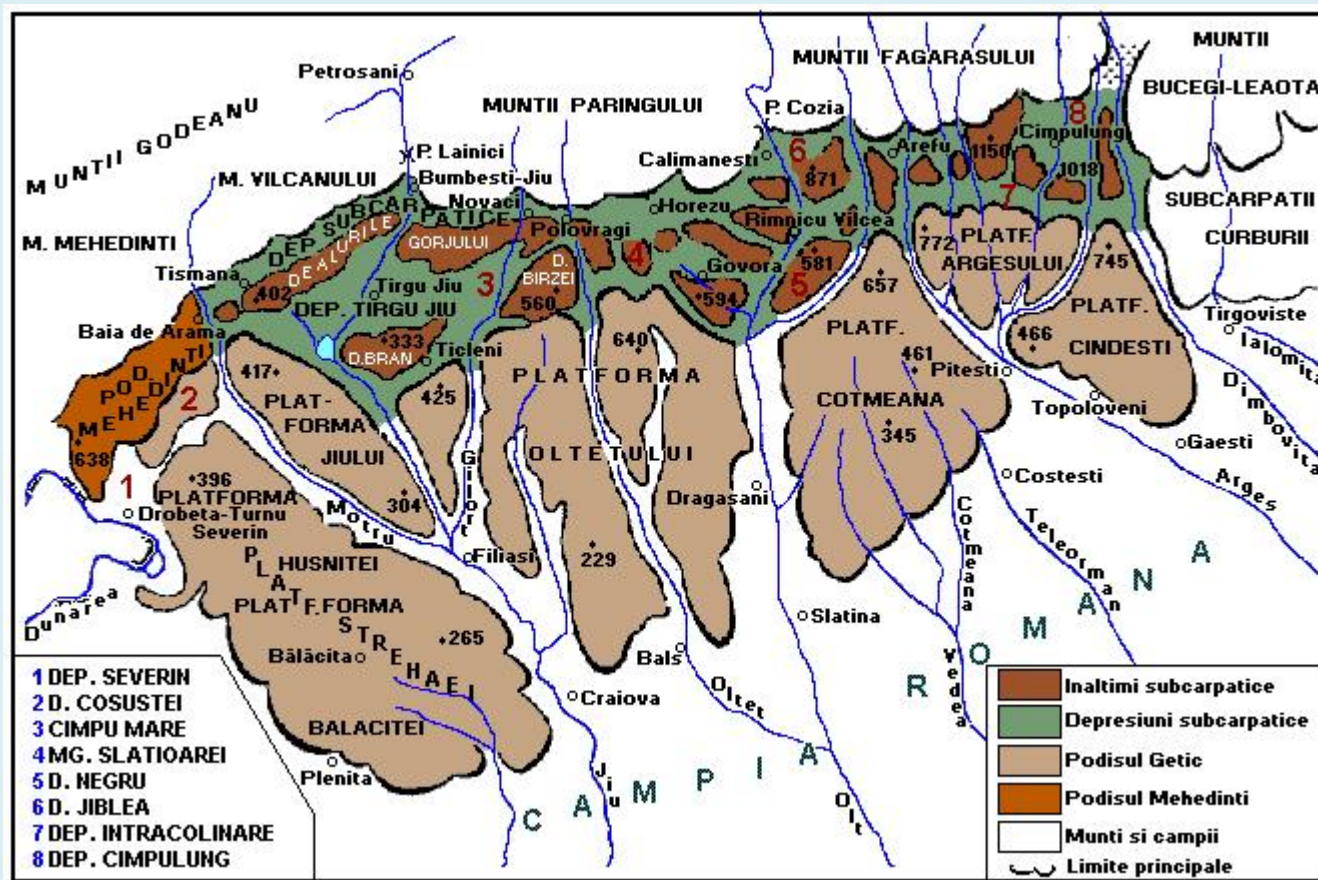 MUNTII GODEANU
Petrosani
MUNTII PARINGULUI
MUNTII FAGARASULUI
MUNTII
BUCEGI-LEAOTA
P. Cozia
P. Lainici
M. VILCANULUI
Bumbesti-Jiu
Novaci
Calimanesti
6
871
Arefu
1150
8
Cimpulung
1018
7
M. MEHEDINTI
DEP SUBCARPATICE
DEALURILE
GORJULUI
Polovragi
Horezu
Rimnicu Vilcea
SUBCARPATII
CURBURII
Tismana
402
Tirgu Jiu
DEP. TIRGU JIU
3
D.
BIRZEI
560
4
Govora
594
581
5
772
PLATF.
ARGESULUI
745
657
Baia de Arama
333
D.BRAN
Ticleni
640
PLATF.
COTMEANA
461
Pitesti
345
466
PLATF.
CINDESTI
Tirgoviste
Ialomita
Dimbovita
POD. MEHEDINTI
638
2
417
PLAT-
FORMA
JIULUI
304
425
Gilort
PLATFORMA
OLTETULUI
229
Topoloveni
Gaesti
Arges
1
396
PLATFORMA
Drobeta-Turnu
Severin
HUSNITEI
Motru
Filiasi
Dragasani
Costesti
Cotmeana
Teleorman
Dunarea
PLATFORMA
PLATF. STREHAEI
265
Bălăcita
BALACITEI
Plenita
Bals
Slatina
Craiova
Oltet
Vedea
Jiu
Olt
CAMPIA ROMANA
1 DEP. SEVERIN
2 D. COSUSTEI
3 CIMPU MARE
4 MG. SLATIOAREI
5 D. NEGRU
6 D. JIBLEA
7 DEP. INTRACOLINARE
8 DEP. CIMPULUNG
Inaltimi subcarpatice
Depresiuni subcarpatice
Podisul Getic
Podisul Mehedinti
Munti si campii
Limite principale